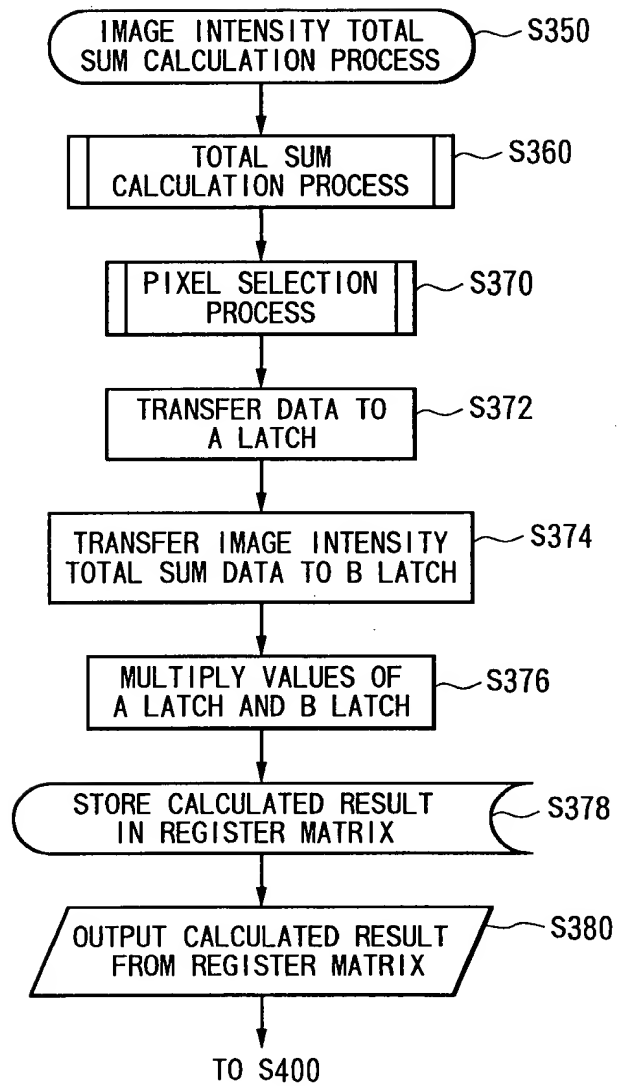 IMAGE INTENSITY TOTAL
SUM CALCULATION PROCESS
S350
TOTAL SUM
CALCULATION PROCESS
S360
PIXEL SELECTION
PROCESS
S370
TRANSFER DATA TO
A LATCH
S372
TRANSFER IMAGE INTENSITY
TOTAL SUM DATA TO B LATCH
S374
MULTIPLY VALUES OF
A LATCH AND B LATCH
S376
STORE CALCULATED RESULT
IN REGISTER MATRIX
S378
OUTPUT CALCULATED RESULT
FROM REGISTER MATRIX
S380
TO S400